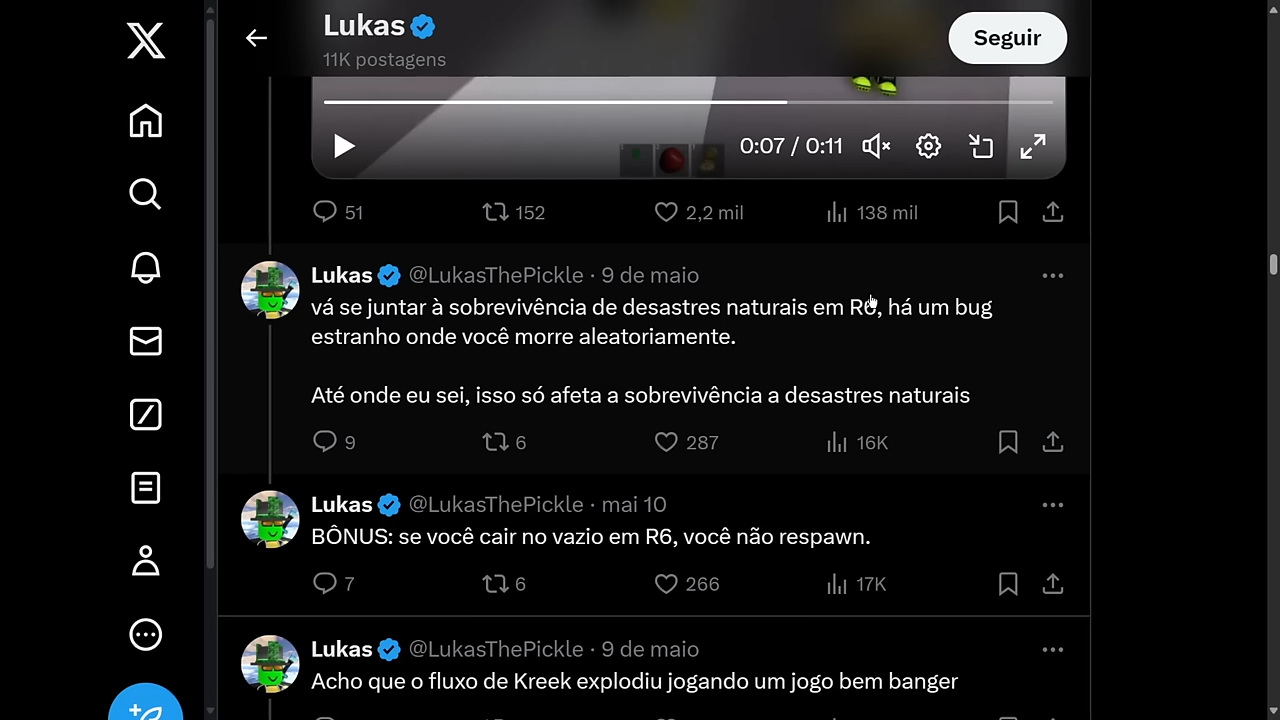 Lukas
11K postagens
Seguir
0:07 / 0:11
51 152 2,2 mil 138 mil
Lukas @LukasThePickle · 9 de maio
vá se juntar à sobrevivência de desastres naturais em R6, há um bug
estranho onde você morre aleatoriamente.
Até onde eu sei, isso só afeta a sobrevivência a desastres naturais
9 6 287 16K
Lukas @LukasThePickle · mai 10
BÔNUS: se você cair no vazio em R6, você não respawn.
7 6 266 17K
Lukas @LukasThePickle · 9 de maio
Acho que o fluxo de Kreek explodiu jogando um jogo bem banger